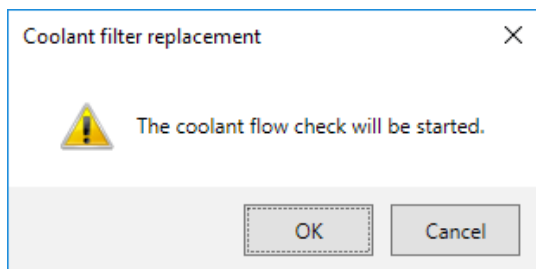 Coolant filter replacement
The coolant flow check will be started.
OK
Cancel